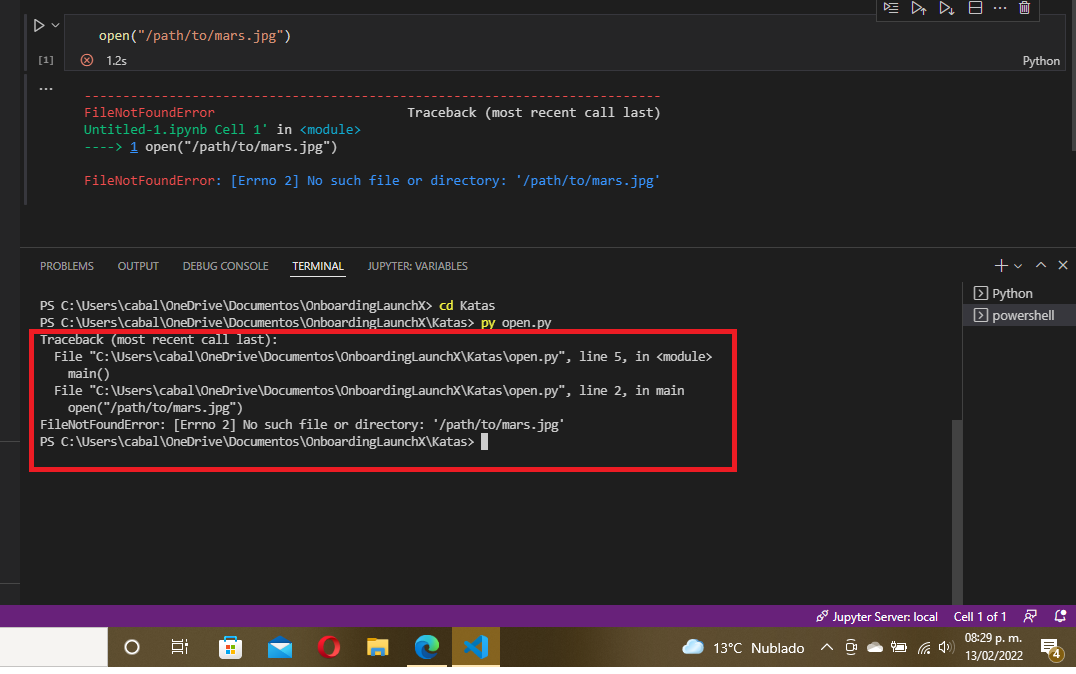 open("/path/to/mars.jpg")
[1]
1.2s
Python
...
---------------------------------------------------------------------------
FileNotFoundError Traceback (most recent call last)
Untitled-1.ipynb Cell 1' in <module>
----> 1 open("/path/to/mars.jpg")
FileNotFoundError: [Errno 2] No such file or directory: '/path/to/mars.jpg'
PROBLEMS OUTPUT DEBUG CONSOLE TERMINAL JUPYTER: VARIABLES
Python
powershell
PS C:\Users\cabal\OneDrive\Documentos\OnboardingLaunchX> cd Katas
PS C:\Users\cabal\OneDrive\Documentos\OnboardingLaunchX\Katas> py open.py
Traceback (most recent call last):
File "C:\Users\cabal\OneDrive\Documentos\OnboardingLaunchX\Katas\open.py", line 5, in <module>
main()
File "C:\Users\cabal\OneDrive\Documentos\OnboardingLaunchX\Katas\open.py", line 2, in main
open("/path/to/mars.jpg")
FileNotFoundError: [Errno 2] No such file or directory: '/path/to/mars.jpg'
PS C:\Users\cabal\OneDrive\Documentos\OnboardingLaunchX\Katas>
Jupyter Server: local Cell 1 of 1
13°C Nublado
08:29 p. m.
13/02/2022
4